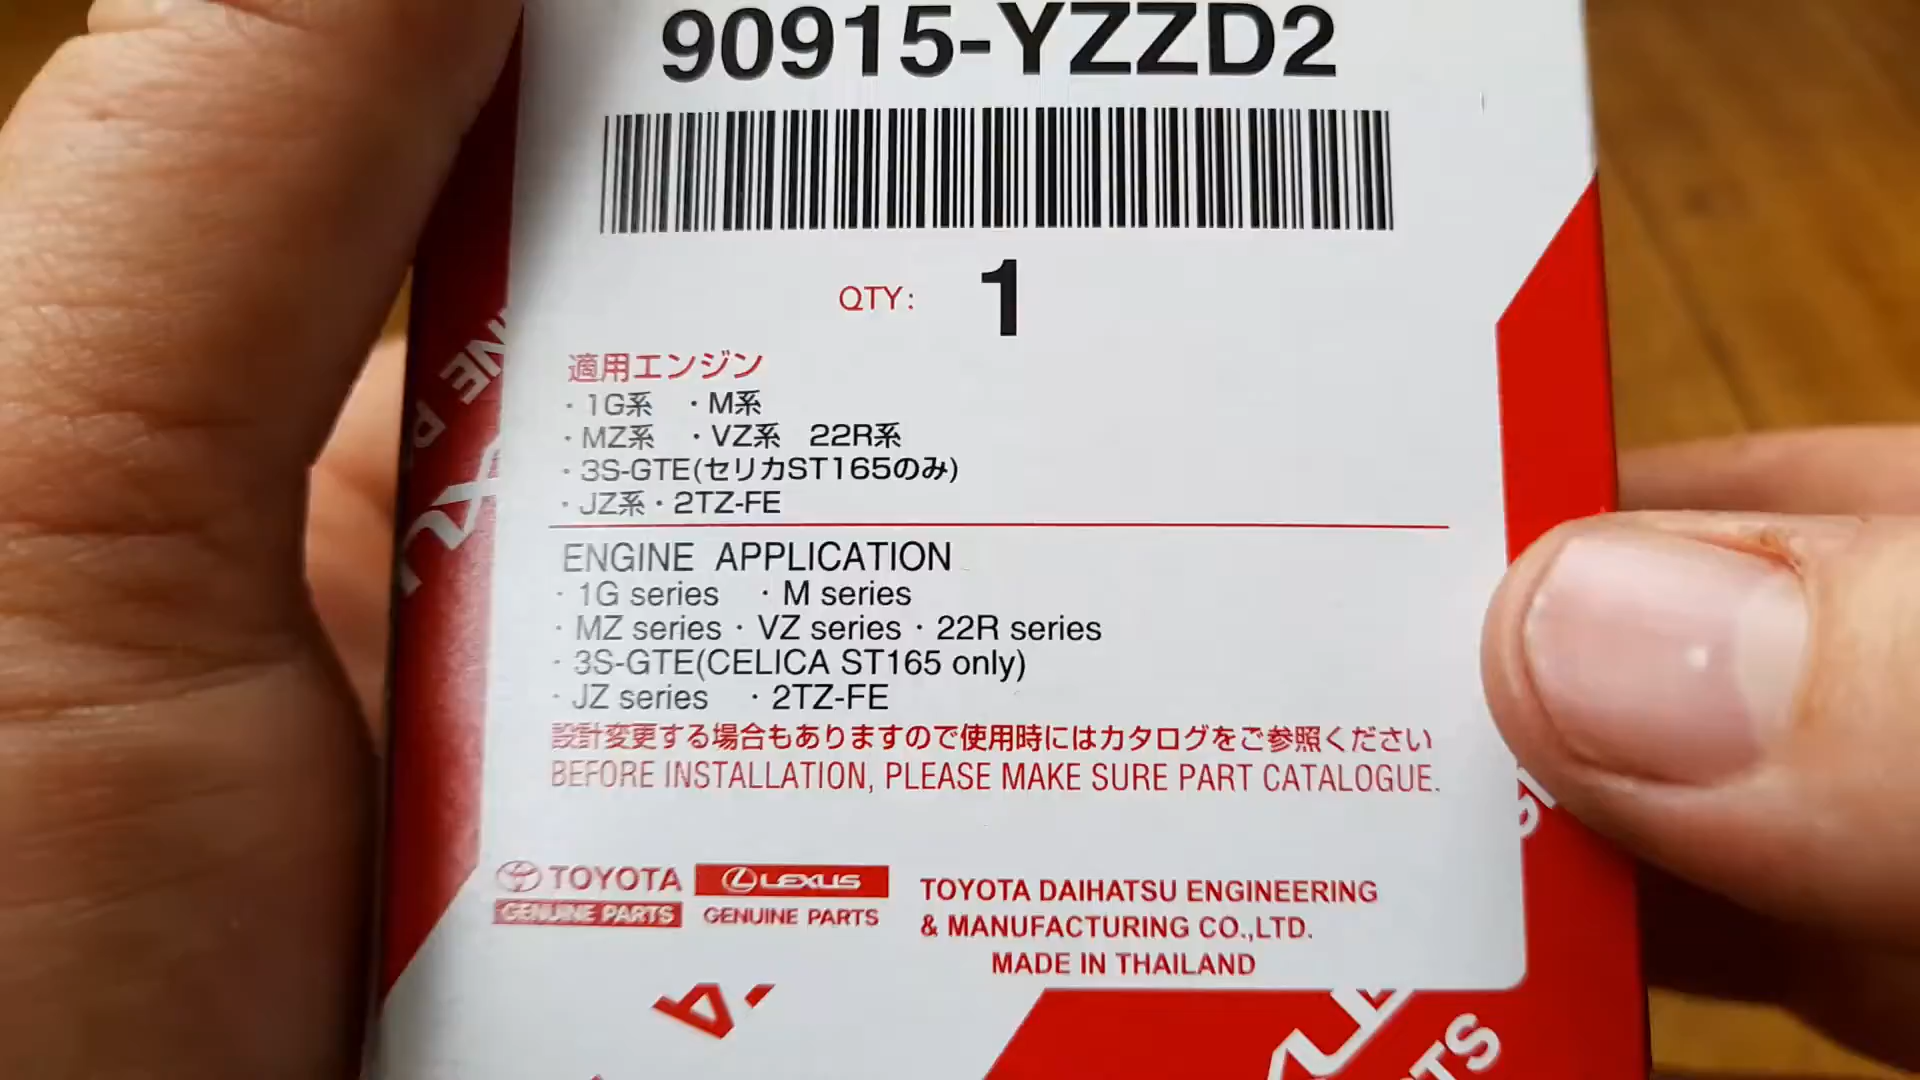 90915-YZZD2
QTY: 1
適用エンジン
・1G系 ・M系
・MZ系 ・VZ系 22R系
・3S-GTE(セリカST165のみ)
・JZ系・2TZ-FE
ENGINE APPLICATION
・1G series ・M series
・MZ series・VZ series・22R series
・3S-GTE(CELICA ST165 only)
・JZ series ・2TZ-FE
設計変更する場合もありますので使用時にはカタログをご参照ください
BEFORE INSTALLATION, PLEASE MAKE SURE PART CATALOGUE.
TOYOTA
GENUINE PARTS
LEXUS
GENUINE PARTS
TOYOTA DAIHATSU ENGINEERING
& MANUFACTURING CO.,LTD.
MADE IN THAILAND